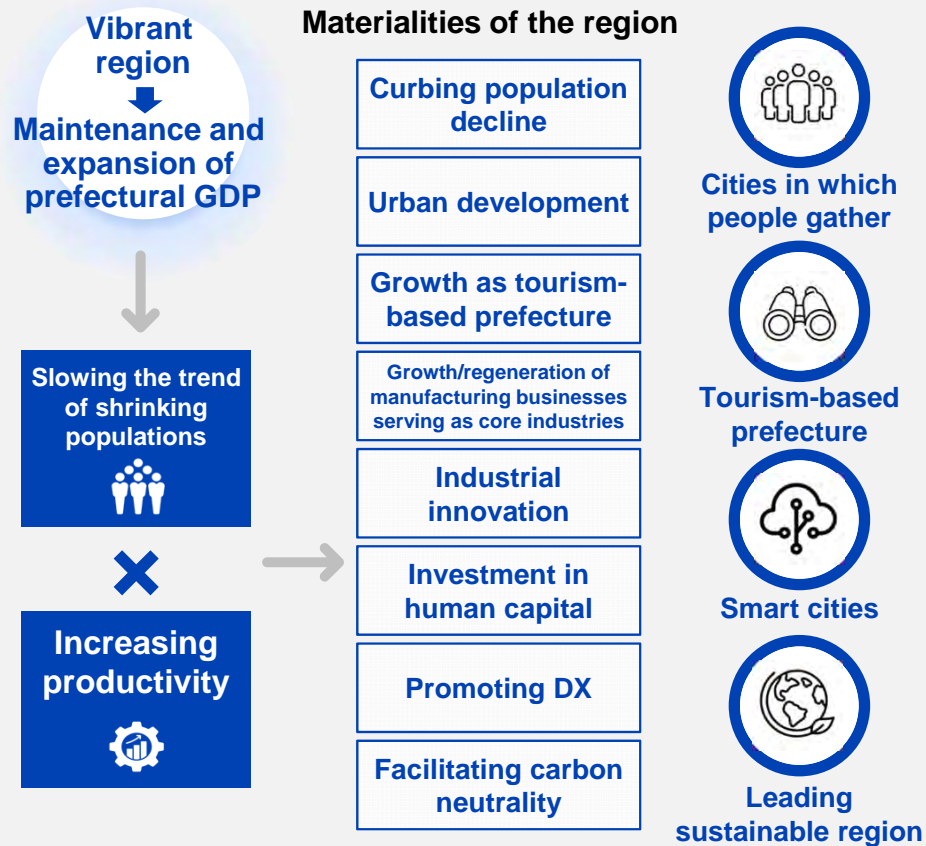 Vibrant
region
Maintenance and
expansion of
prefectural GDP
Slowing the trend
of shrinking
populations
Increasing
productivity
Materialities of the region
Curbing population
decline
Urban development
Growth as tourism-
based prefecture
Growth/regeneration of
manufacturing businesses
serving as core industries
Industrial
innovation
Investment in
human capital
Promoting DX
Facilitating carbon
neutrality
Cities in which
people gather
Tourism-based
prefecture
Smart cities
Leading
sustainable region